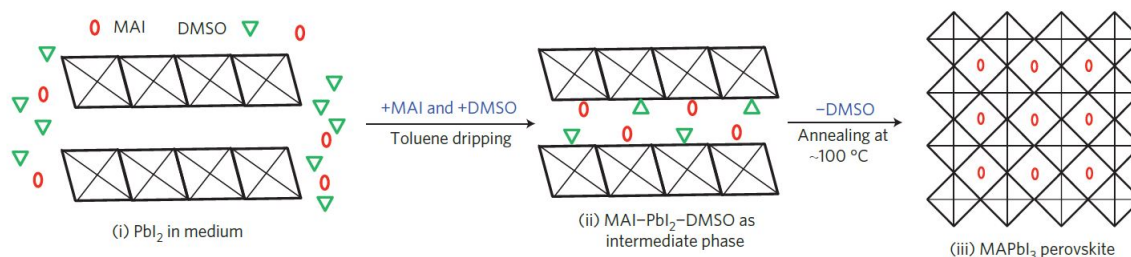 MAI
DMSO
(i) PbI₂ in medium
+MAI and +DMSO
Toluene dripping
(ii) MAI–PbI₂–DMSO as
intermediate phase
–DMSO
Annealing at
~100 °C
(iii) MAPbI₃ perovskite